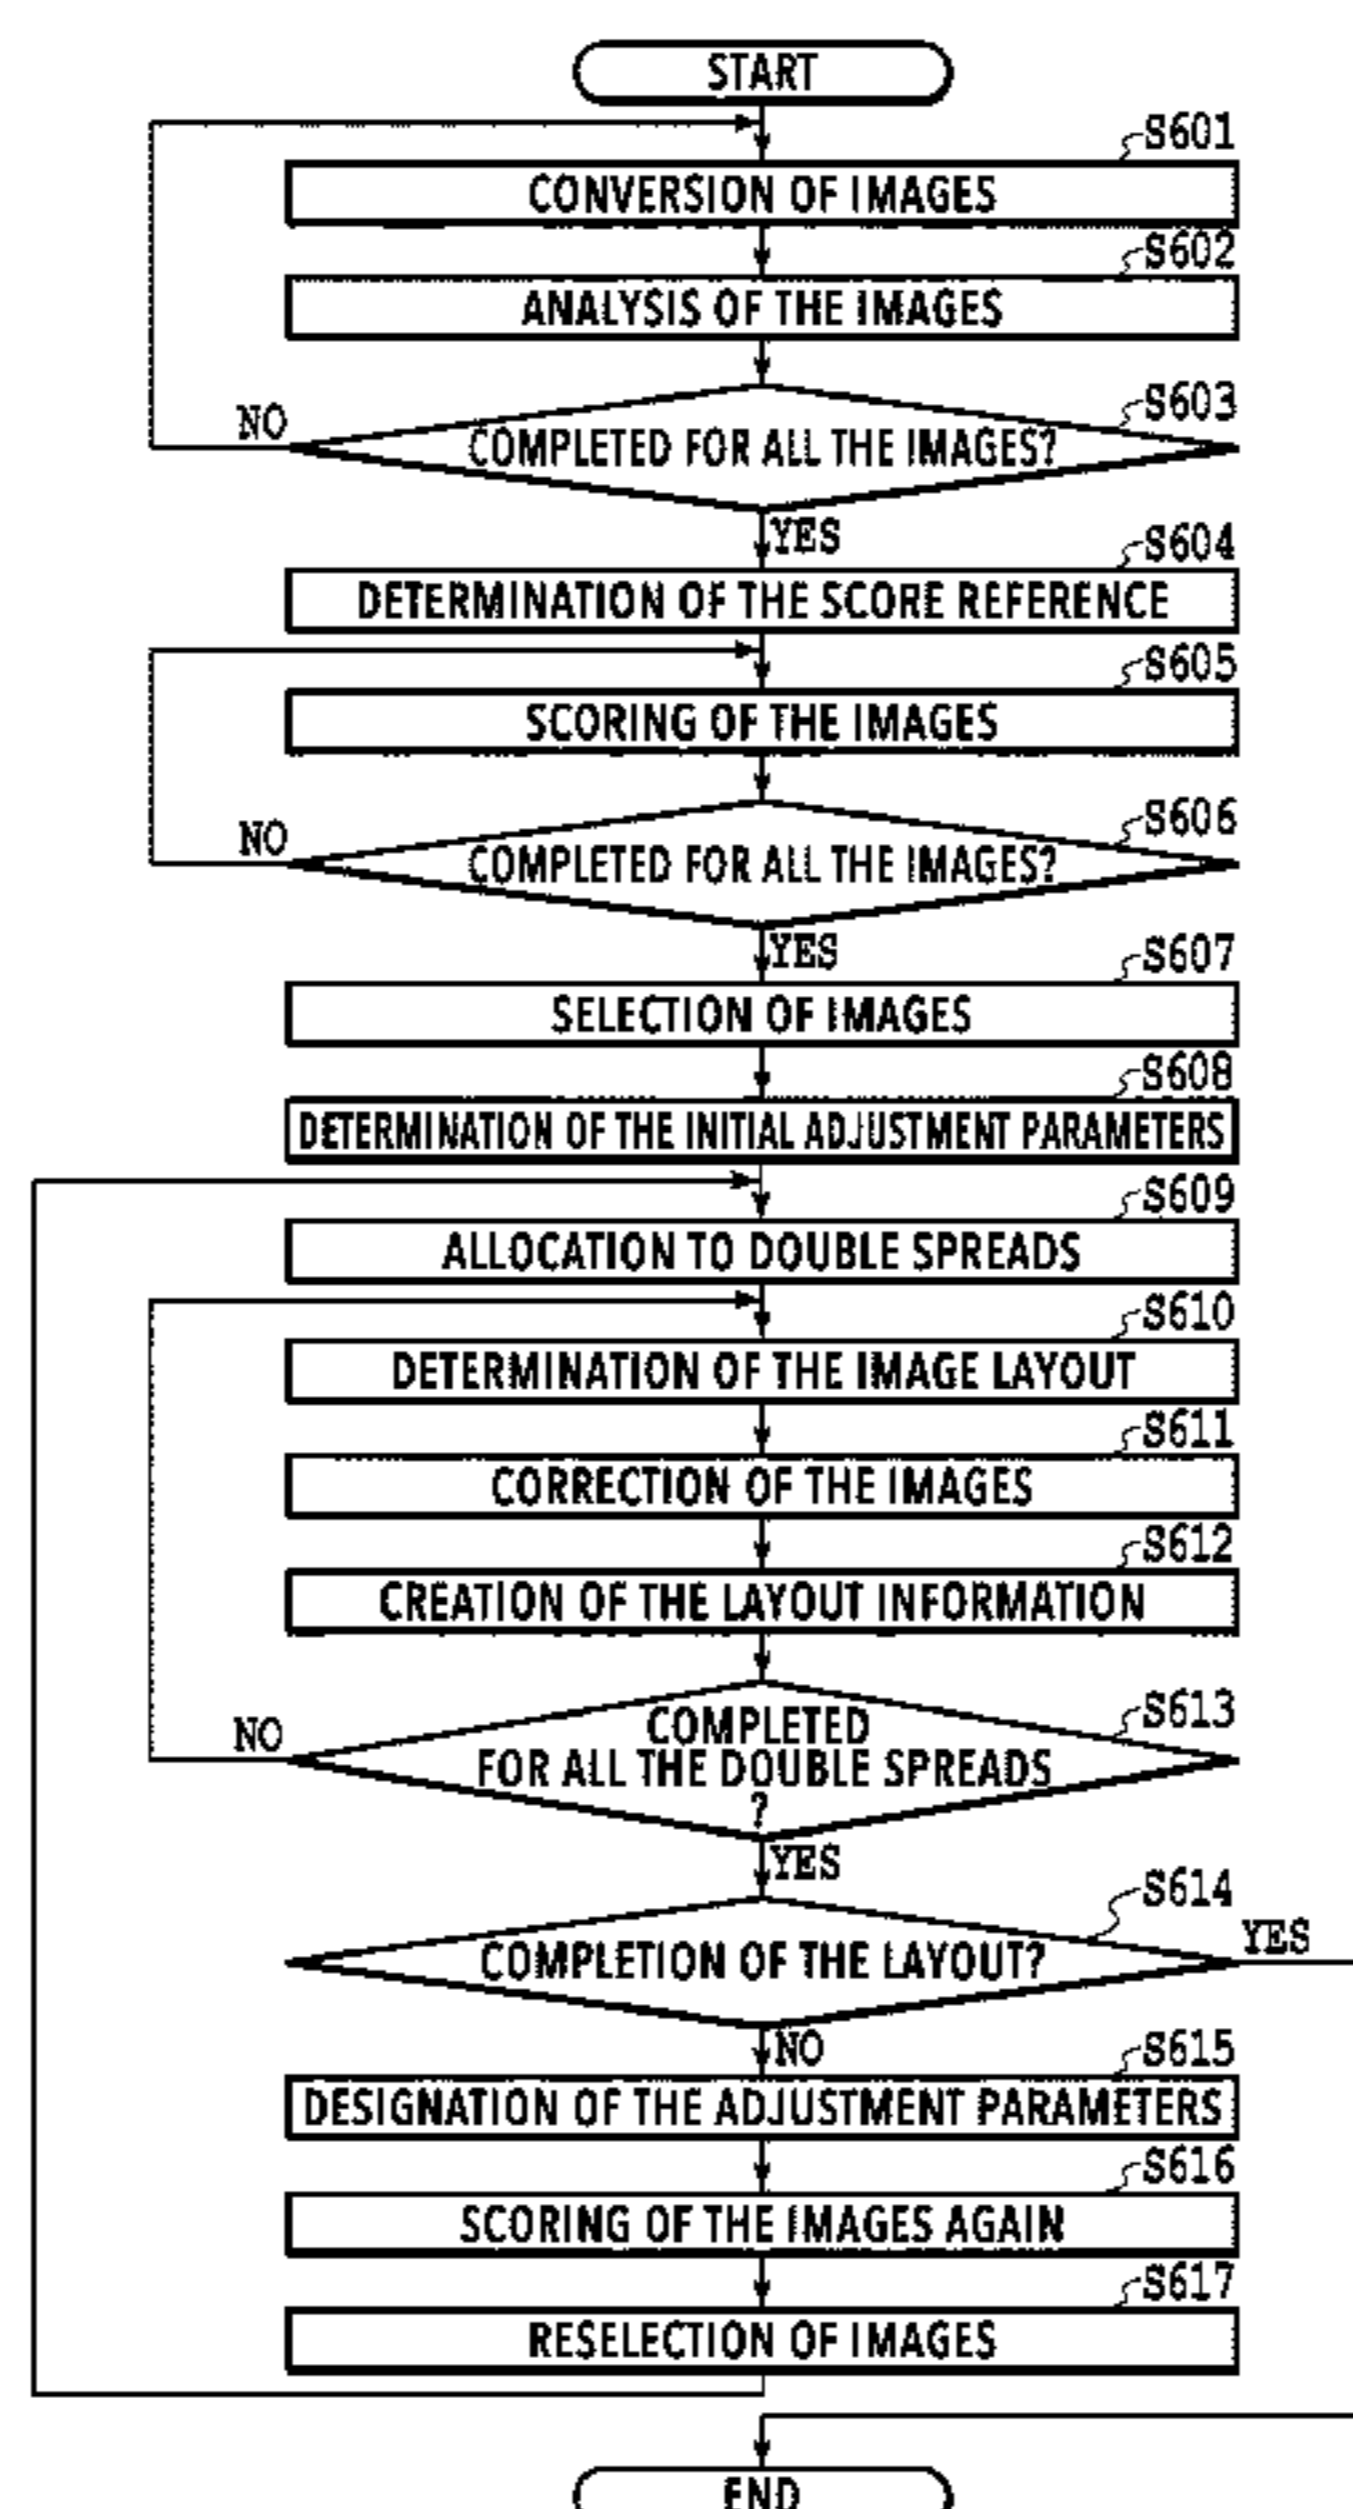 START
S601
CONVERSION OF IMAGES
S602
ANALYSIS OF THE IMAGES
S603
NO
COMPLETED FOR ALL THE IMAGES?
YES
S604
DETERMINATION OF THE SCORE REFERENCE
S605
SCORING OF THE IMAGES
S606
NO
COMPLETED FOR ALL THE IMAGES?
YES
S607
SELECTION OF IMAGES
S608
DETERMINATION OF THE INITIAL ADJUSTMENT PARAMETERS
S609
ALLOCATION TO DOUBLE SPREADS
S610
DETERMINATION OF THE IMAGE LAYOUT
S611
CORRECTION OF THE IMAGES
S612
CREATION OF THE LAYOUT INFORMATION
S613
NO
COMPLETED
FOR ALL THE DOUBLE SPREADS
?
YES
S614
YES
COMPLETION OF THE LAYOUT?
NO
S615
DESIGNATION OF THE ADJUSTMENT PARAMETERS
S616
SCORING OF THE IMAGES AGAIN
S617
RESELECTION OF IMAGES
END